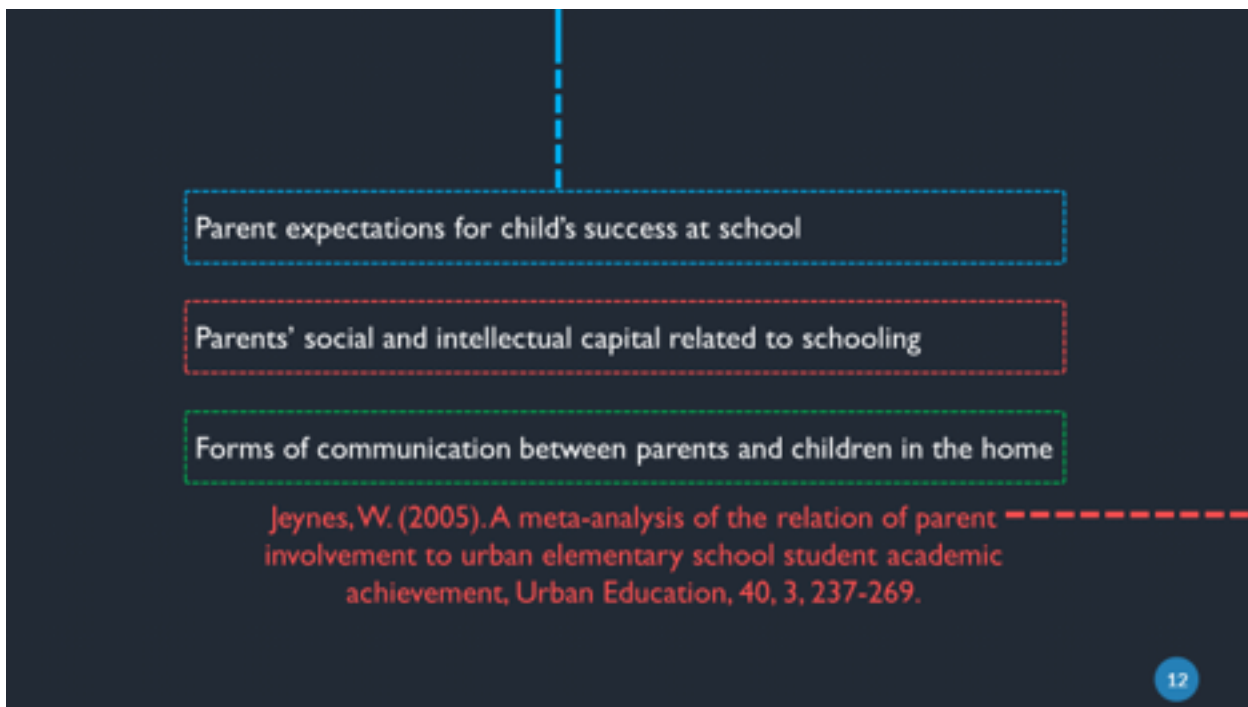 Parent expectations for child's success at school
Parents' social and intellectual capital related to schooling
Forms of communication between parents and children in the home
Jeynes, W. (2005). A meta-analysis of the relation of parent
involvement to urban elementary school student academic
achievement, Urban Education, 40, 3, 237-269.
12